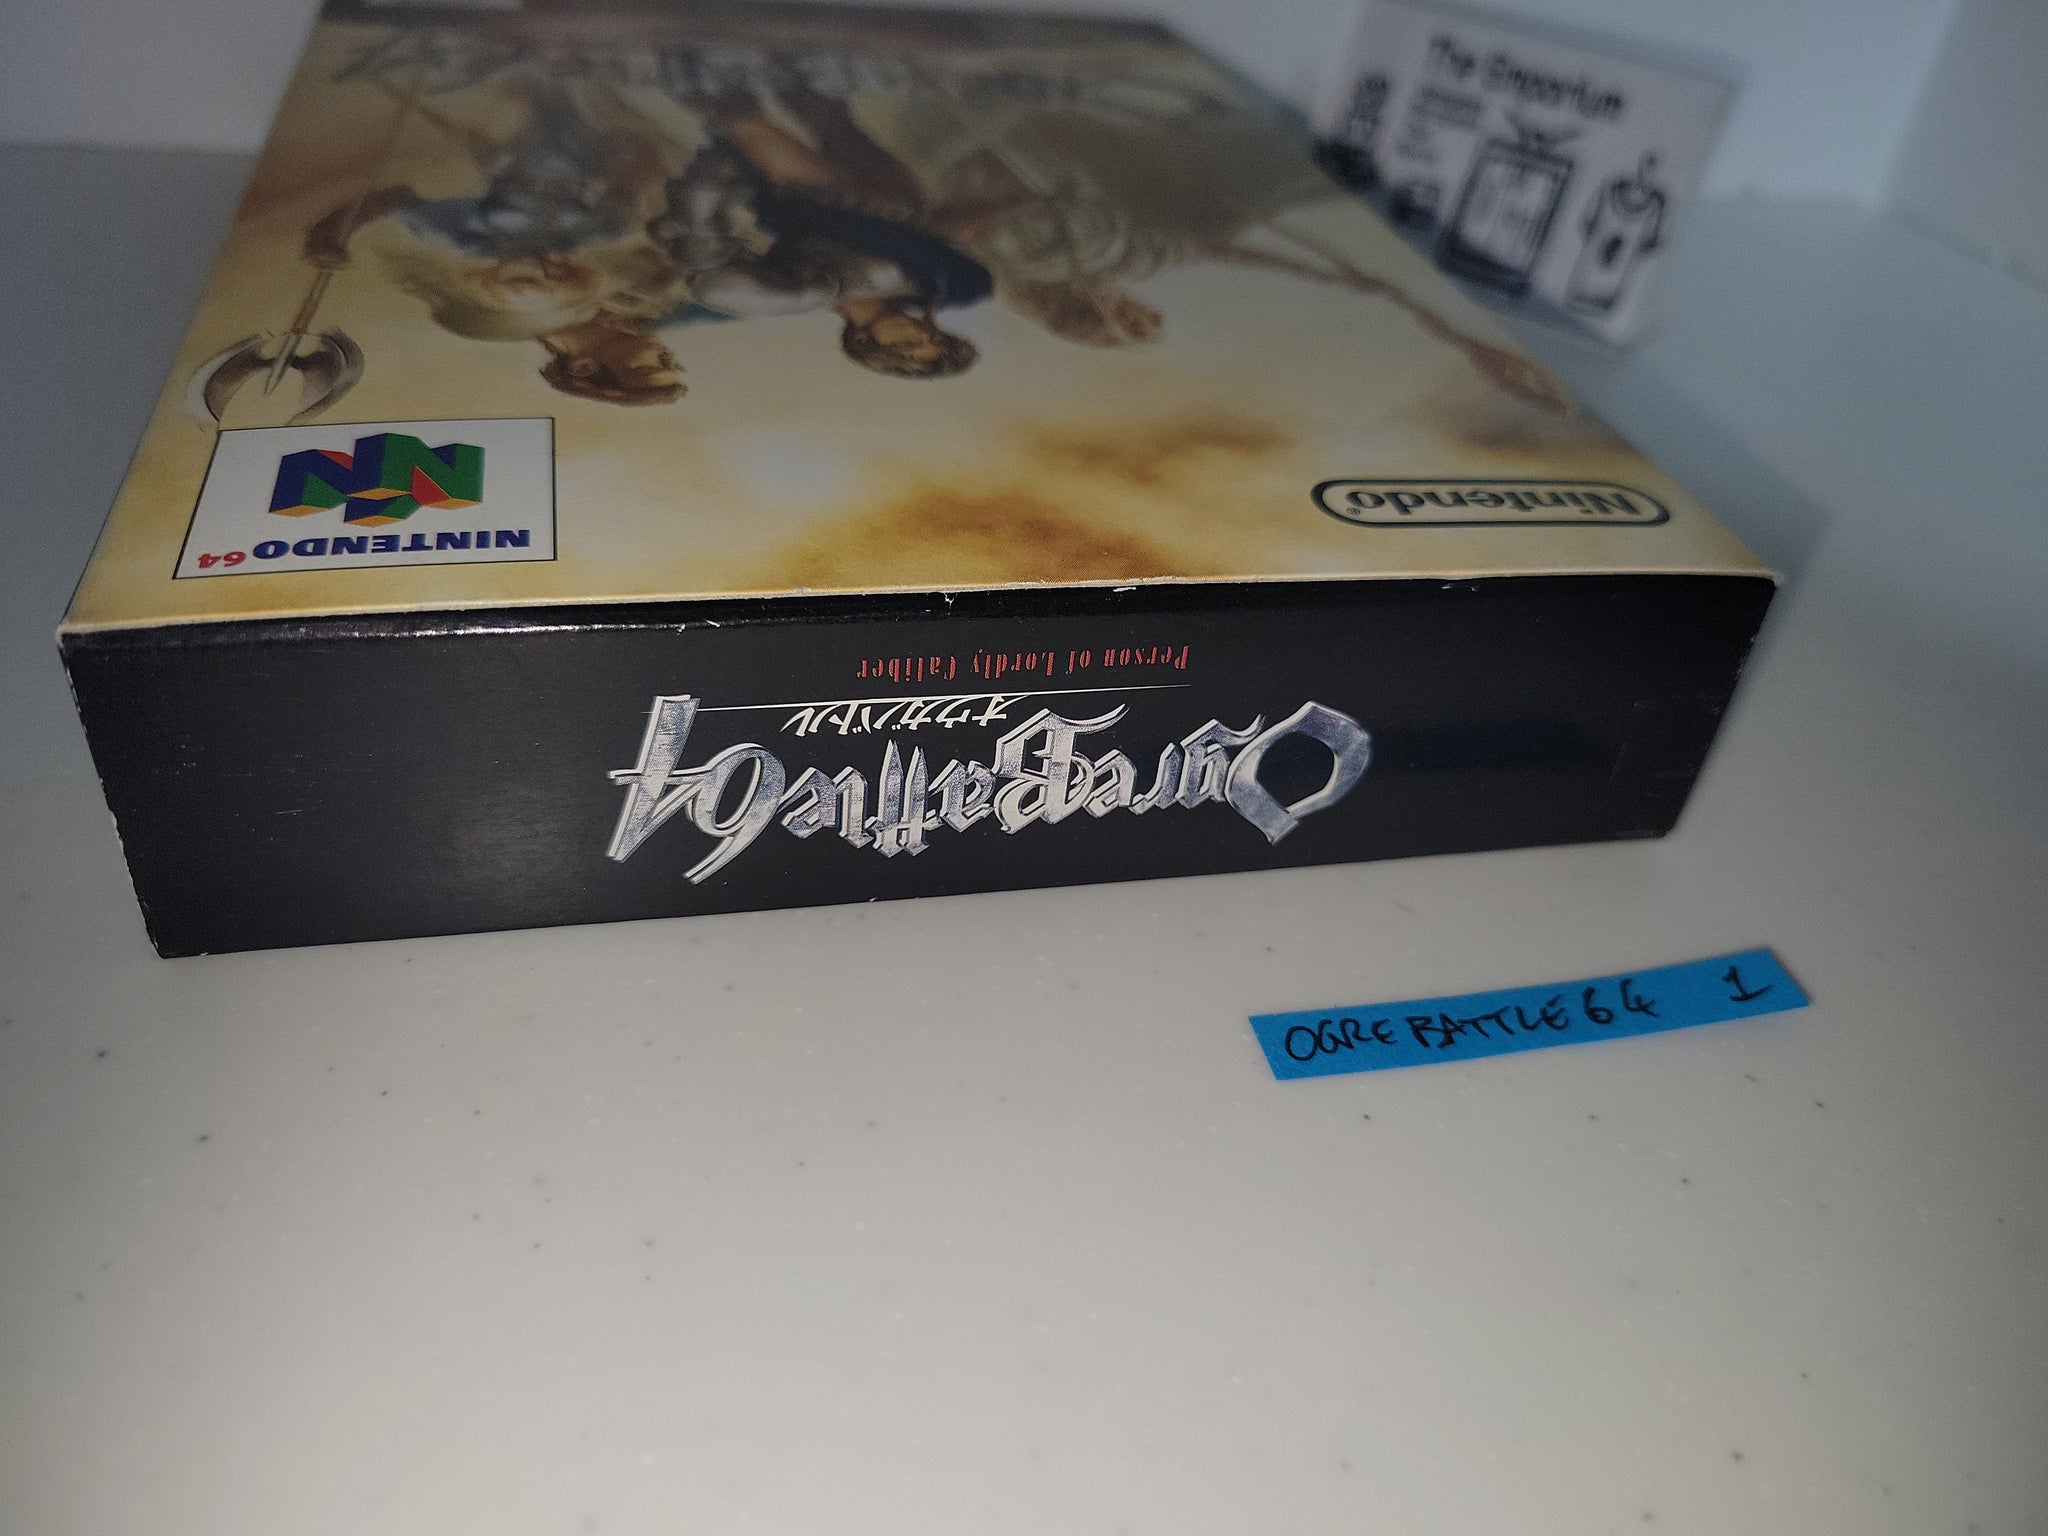 The Emporium
Nintendo®
NINTENDO 64
Person of Lordly Caliber
オウガバトル
OgreBattle64
OGRE BATTLE 64 1